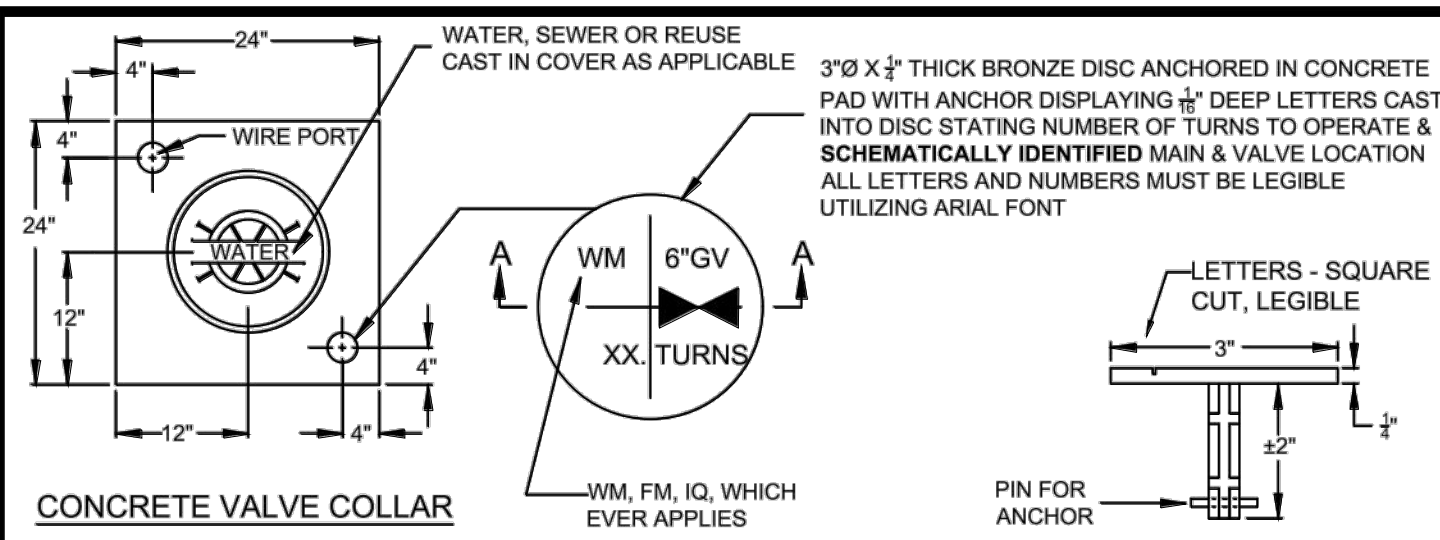 24"
4"
4"
WIRE PORT
24"
WATER
12"
4"
12"
4"
CONCRETE VALVE COLLAR
WATER, SEWER OR REUSE
CAST IN COVER AS APPLICABLE
3"Ø X 1/4" THICK BRONZE DISC ANCHORED IN CONCRETE
PAD WITH ANCHOR DISPLAYING 1/16" DEEP LETTERS CAST
INTO DISC STATING NUMBER OF TURNS TO OPERATE &
SCHEMATICALLY IDENTIFIED MAIN & VALVE LOCATION
ALL LETTERS AND NUMBERS MUST BE LEGIBLE
UTILIZING ARIAL FONT
A
WM
6"GV
A
XX. TURNS
WM, FM, IQ, WHICH
EVER APPLIES
LETTERS - SQUARE
CUT, LEGIBLE
3"
1/4"
±2"
PIN FOR
ANCHOR